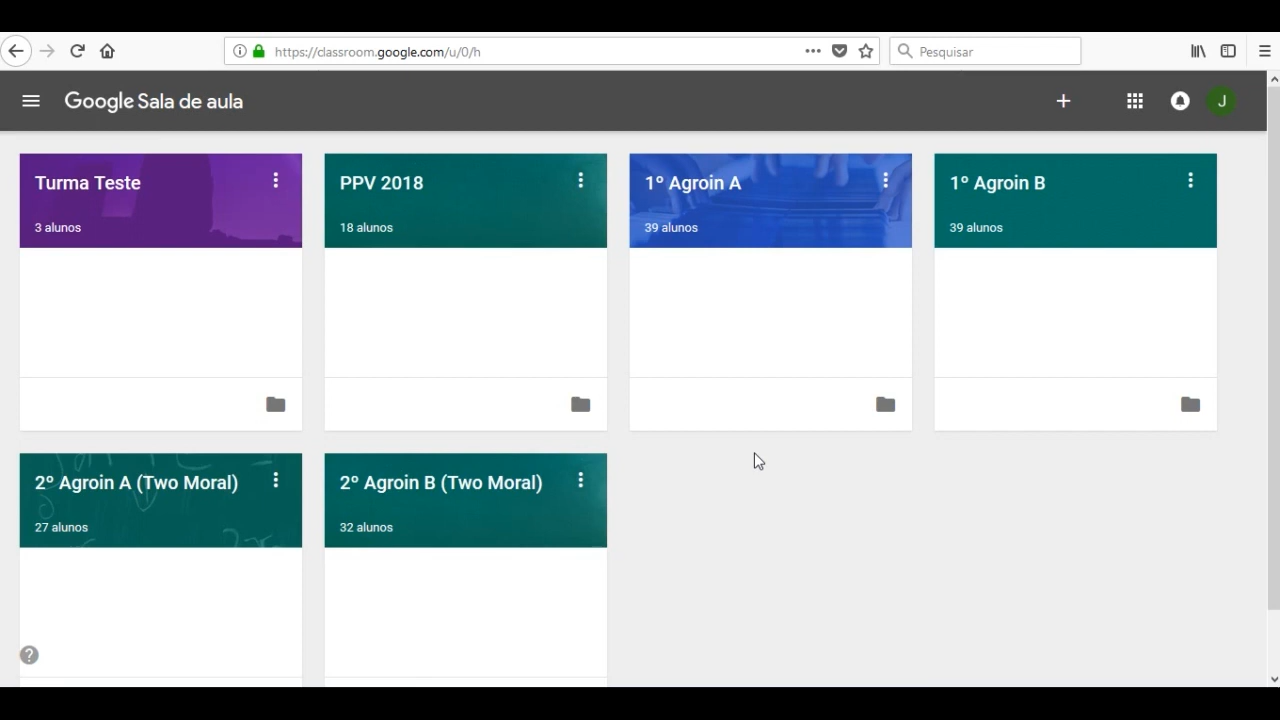 https://classroom.google.com/u/0/h
Pesquisar
Google Sala de aula
J
Turma Teste
3 alunos
PPV 2018
18 alunos
1º Agroin A
39 alunos
1º Agroin B
39 alunos
2º Agroin A (Two Moral)
27 alunos
2º Agroin B (Two Moral)
32 alunos
?